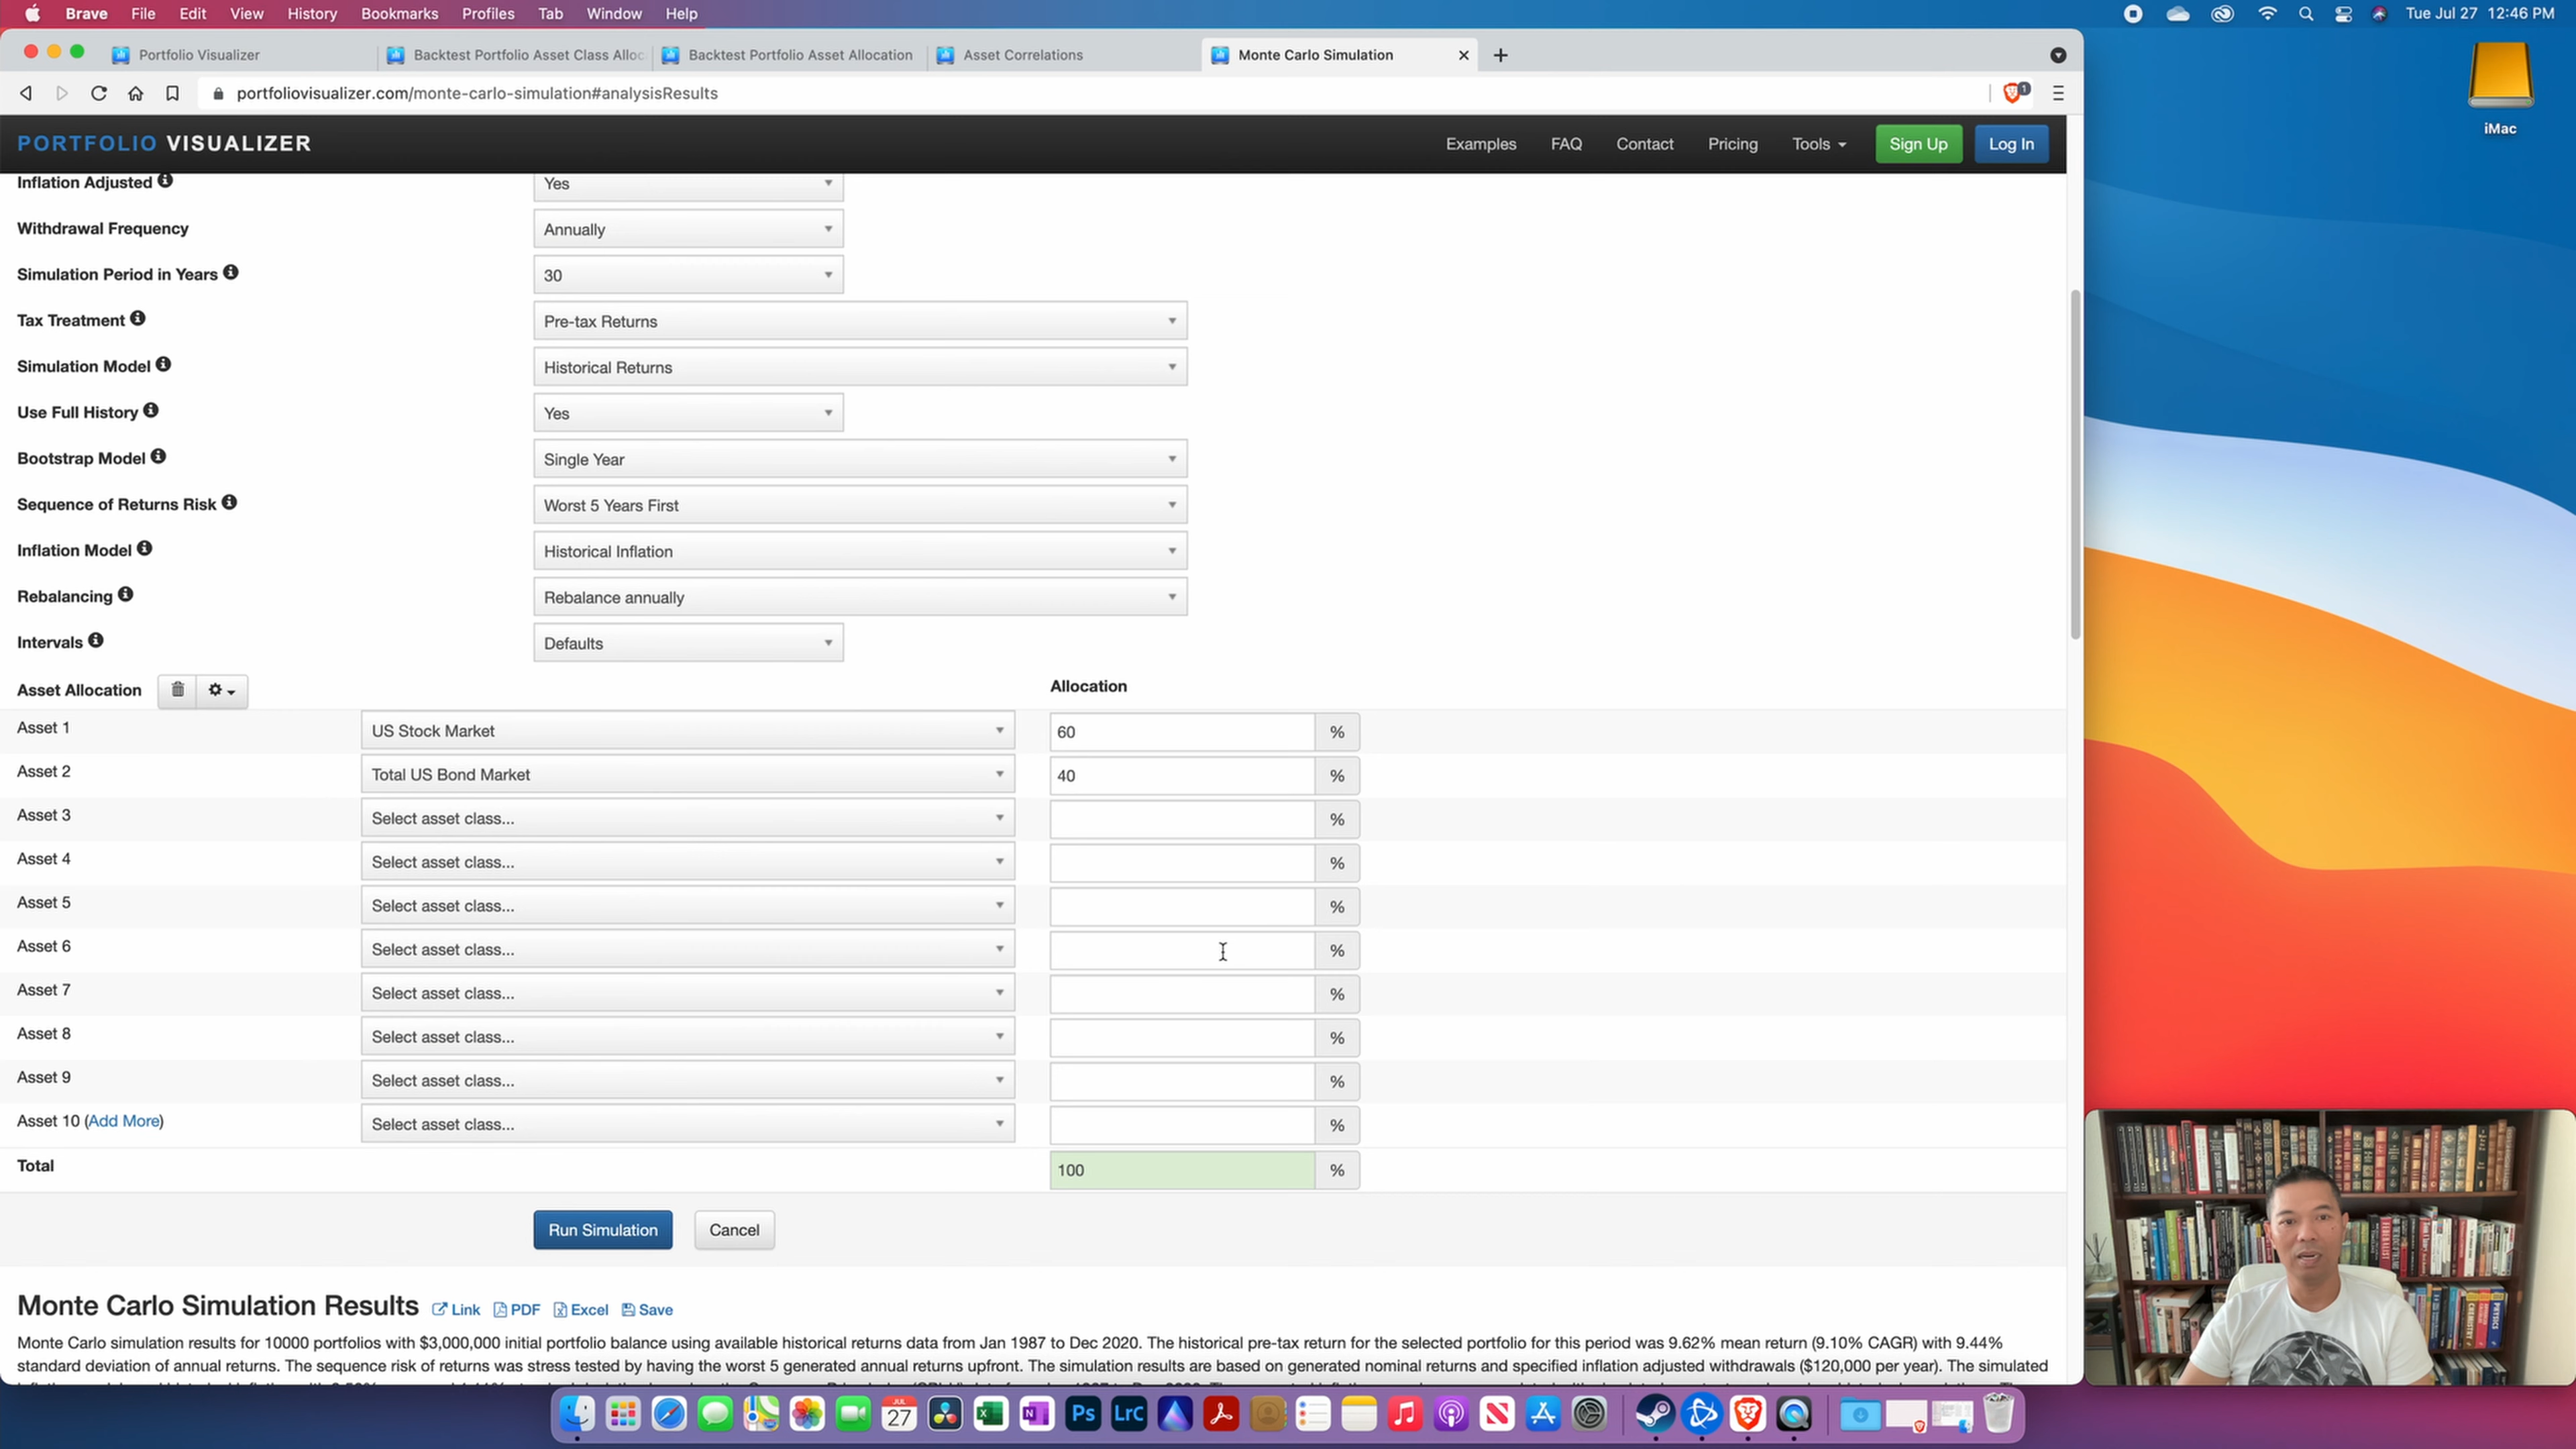 Brave File Edit View History Bookmarks Profiles Tab Window Help
Tue Jul 27 12:46 PM
Portfolio Visualizer
Backtest Portfolio Asset Class Alloc
Backtest Portfolio Asset Allocation
Asset Correlations
Monte Carlo Simulation
portfoliovisualizer.com/monte-carlo-simulation#analysisResults
1
iMac
PORTFOLIO VISUALIZER
Examples FAQ Contact Pricing Tools Sign Up Log In
Inflation Adjusted Yes
Withdrawal Frequency Annually
Simulation Period in Years 30
Tax Treatment Pre-tax Returns
Simulation Model Historical Returns
Use Full History Yes
Bootstrap Model Single Year
Sequence of Returns Risk Worst 5 Years First
Inflation Model Historical Inflation
Rebalancing Rebalance annually
Intervals Defaults
Asset Allocation Allocation
Asset 1 US Stock Market 60 %
Asset 2 Total US Bond Market 40 %
Asset 3 Select asset class... %
Asset 4 Select asset class... %
Asset 5 Select asset class... %
Asset 6 Select asset class... %
Asset 7 Select asset class... %
Asset 8 Select asset class... %
Asset 9 Select asset class... %
Asset 10 (Add More) Select asset class... %
Total 100 %
Run Simulation Cancel
Monte Carlo Simulation Results Link PDF Excel Save
Monte Carlo simulation results for 10000 portfolios with $3,000,000 initial portfolio balance using available historical returns data from Jan 1987 to Dec 2020. The historical pre-tax return for the selected portfolio for this period was 9.62% mean return (9.10% CAGR) with 9.44%
standard deviation of annual returns. The sequence risk of returns was stress tested by having the worst 5 generated annual returns upfront. The simulation results are based on generated nominal returns and specified inflation adjusted withdrawals ($120,000 per year). The simulated
JUL
27
Ps
LrC